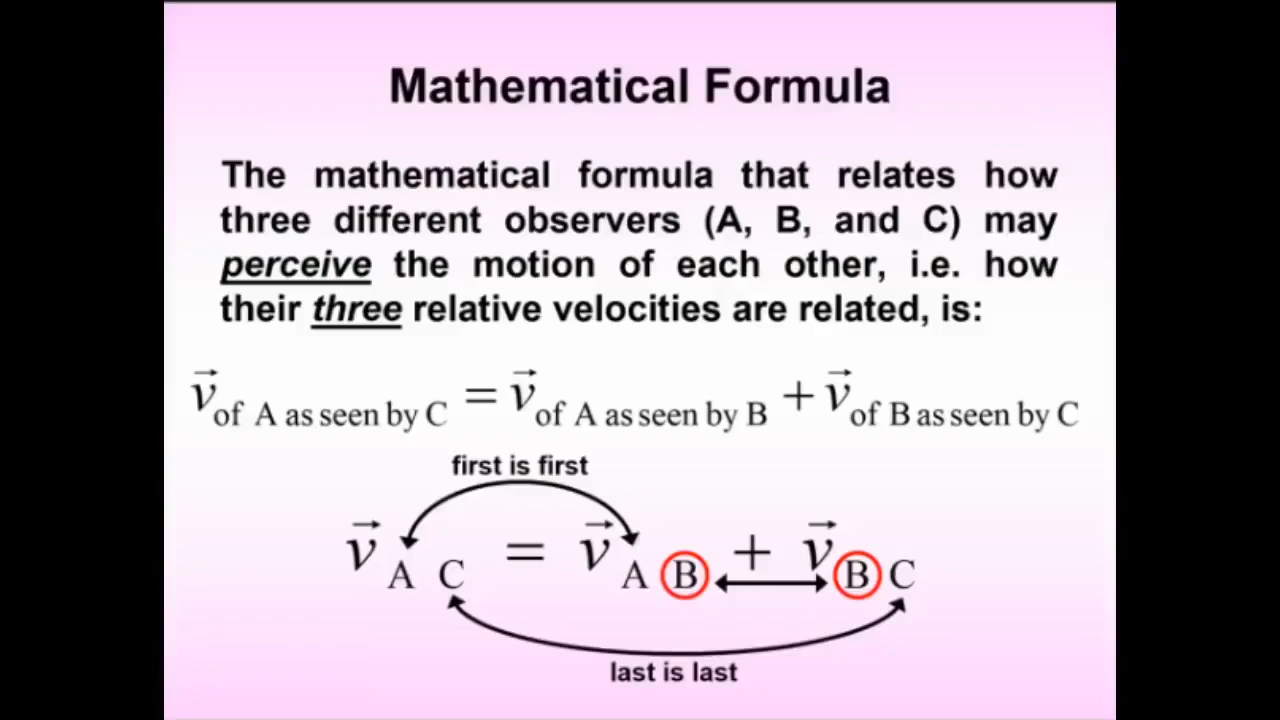 Mathematical Formula
The mathematical formula that relates how
three different observers (A, B, and C) may
perceive the motion of each other, i.e. how
their three relative velocities are related, is:
v⃗ of A as seen by C = v⃗ of A as seen by B + v⃗ of B as seen by C
first is first
v⃗ A C = v⃗ A B + v⃗ B C
last is last